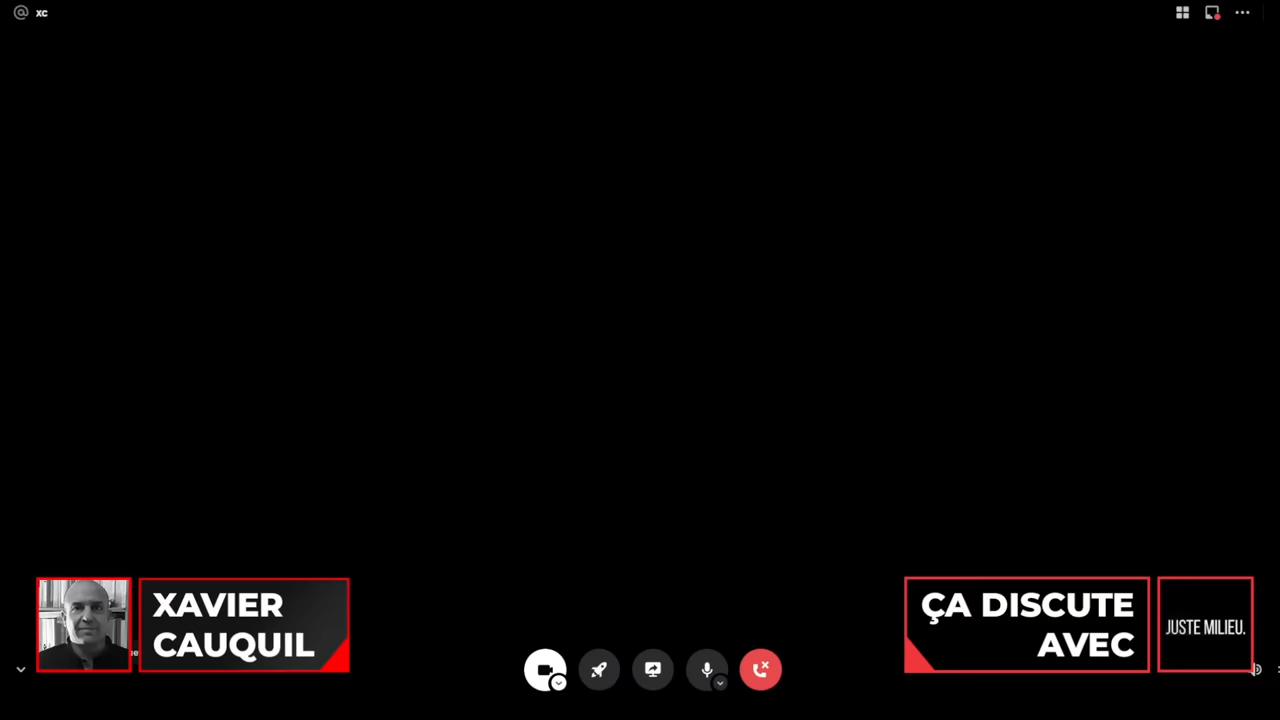 xc
XAVIER
CAUQUIL
ÇA DISCUTE
AVEC
JUSTE MILIEU.